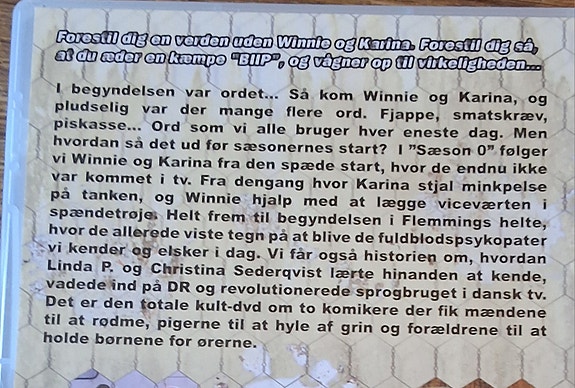 Forestil dig en verden uden Winnie og Karina. Forestil dig så,
at du æder en kæmpe "BIIP", og vågner op til virkeligheden...
I begyndelsen var ordet... Så kom Winnie og Karina, og
pludselig var der mange flere ord. Fjappe, smatskræv,
piskasse... Ord som vi alle bruger hver eneste dag. Men
hvordan så det ud før sæsonernes start? I "Sæson 0" følger
vi Winnie og Karina fra den spæde start, hvor de endnu ikke
var kommet i tv. Fra dengang hvor Karina stjal minkpelse
på tanken, og Winnie hjalp med at lægge viceværten i
spændetrøje. Helt frem til begyndelsen i Flemmings helte,
hvor de allerede viste tegn på at blive de fuldblodspsykopater
vi kender og elsker i dag. Vi får også historien om, hvordan
Linda P. og Christina Sederqvist lærte hinanden at kende,
vadede ind på DR og revolutionerede sprogbruget i dansk tv.
Det er den totale kult-dvd om to komikere der fik mændene
til at rødme, pigerne til at hyle af grin og forældrene til at
holde børnene for ørerne.